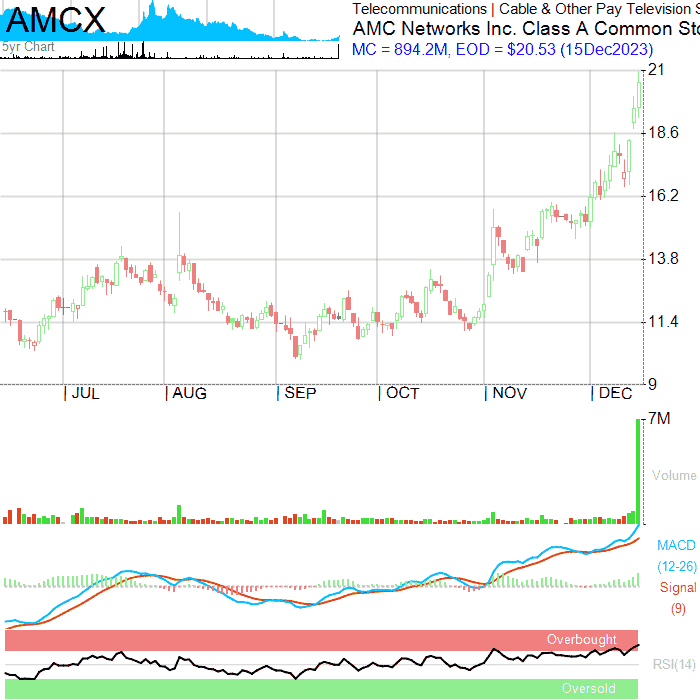 AMCX
5yr Chart
Telecommunications | Cable & Other Pay Television S
AMC Networks Inc. Class A Common Sto
MC = 894.2M, EOD = $20.53 (15Dec2023)
21
18.6
16.2
13.8
11.4
9
JUL AUG SEP OCT NOV DEC
7M
Volume
MACD
(12-26)
Signal
(9)
Overbought
RSI(14)
Oversold